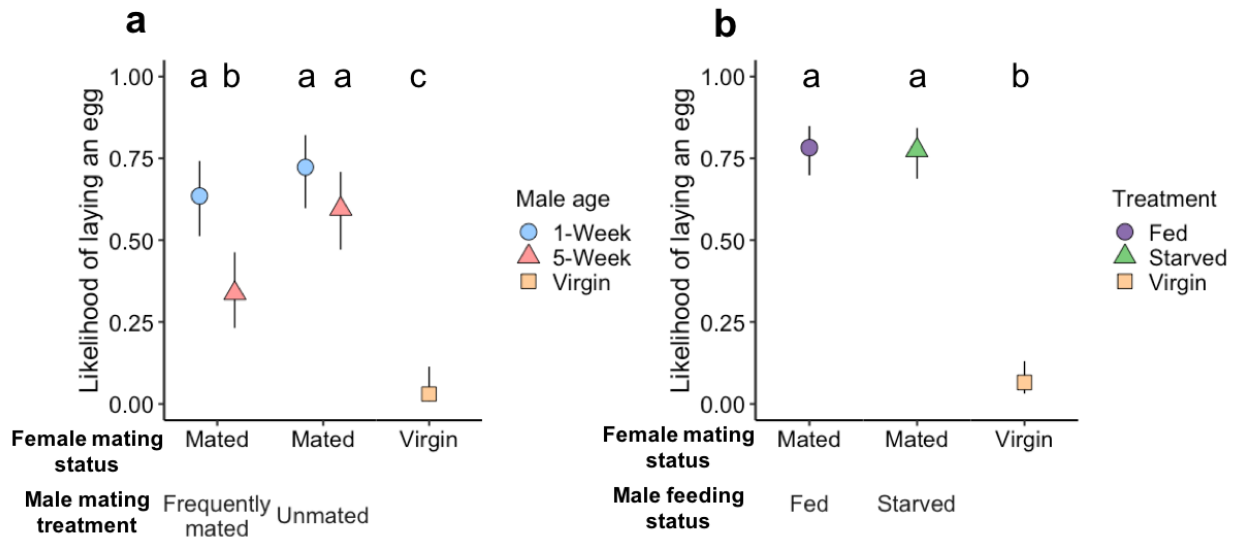 a
a b a a c
Likelihood of laying an egg
1.00
0.75
0.50
0.25
0.00
Female mating
status
Mated Mated Virgin
Male mating
treatment
Frequently
mated
Unmated
Male age
1-Week
5-Week
Virgin
b
a a b
Likelihood of laying an egg
1.00
0.75
0.50
0.25
0.00
Female mating
status
Mated Mated Virgin
Male feeding
status
Fed Starved
Treatment
Fed
Starved
Virgin